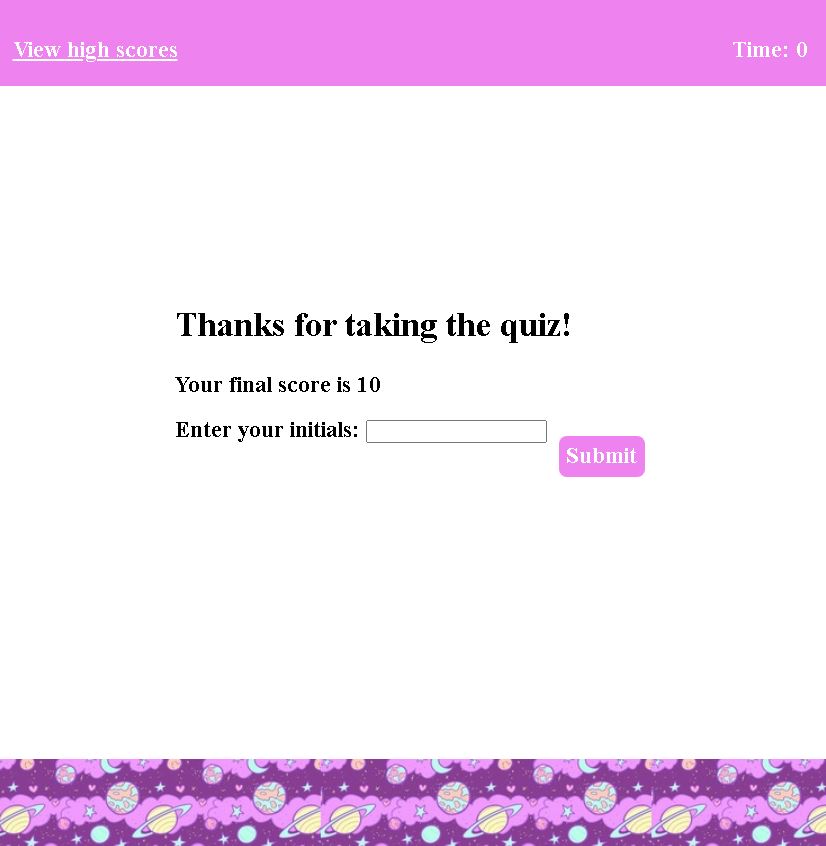 View high scores
Time: 0
Thanks for taking the quiz!
Your final score is 10
Enter your initials:
Submit